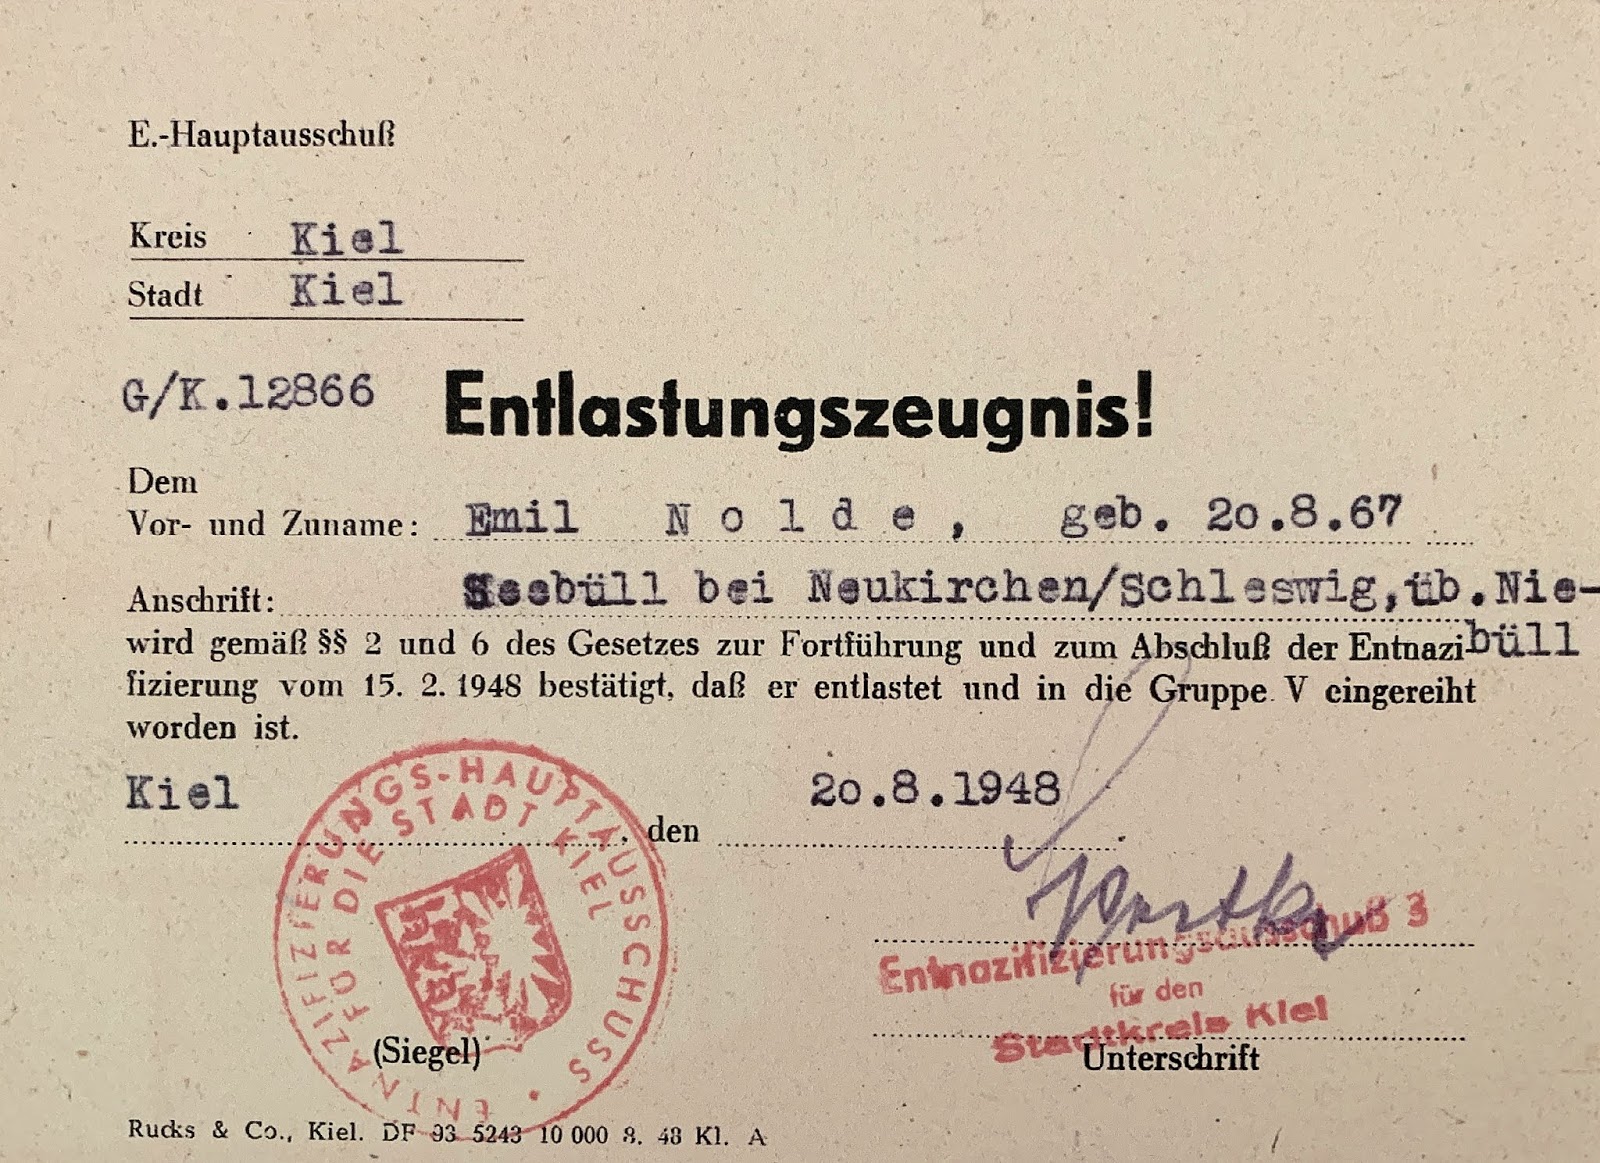 E.-Hauptausschuß
Kreis Kiel
Stadt Kiel
G/K.12866 Entlastungszeugnis!
Dem
Vor- und Zuname: Emil Nolde, geb. 20.8.67
Anschrift: Seebüll bei Neukirchen/Schleswig, üb. Nie-
büll
wird gemäß §§ 2 und 6 des Gesetzes zur Fortführung und zum Abschluß der Entnazi
fizierung vom 15. 2. 1948 bestätigt, daß er entlastet und in die Gruppe V eingereiht
worden ist.
Kiel, den 20.8.1948
ENTNAZIFIZIERUNGS-HAUPTAUSSCHUSS
FÜR DIE STADT KIEL
Entnazifizierungsausschuß 3
für den
Stadtkreis Kiel
(Siegel) Unterschrift
Rucks & Co., Kiel. DF 93 5243 10 000 8. 48 Kl. A